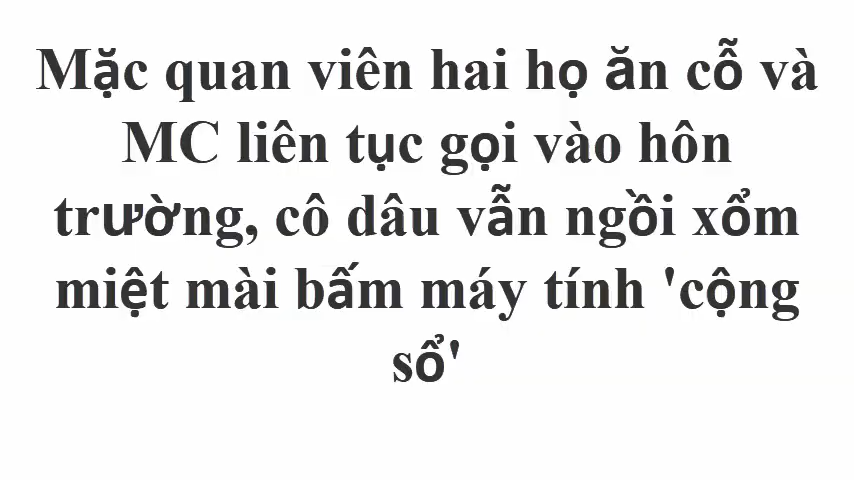 Mặc quan viên hai họ ăn cỗ và
MC liên tục gọi vào hôn
trường, cô dâu vẫn ngồi xổm
miệt mài bấm máy tính 'cộng
sổ'